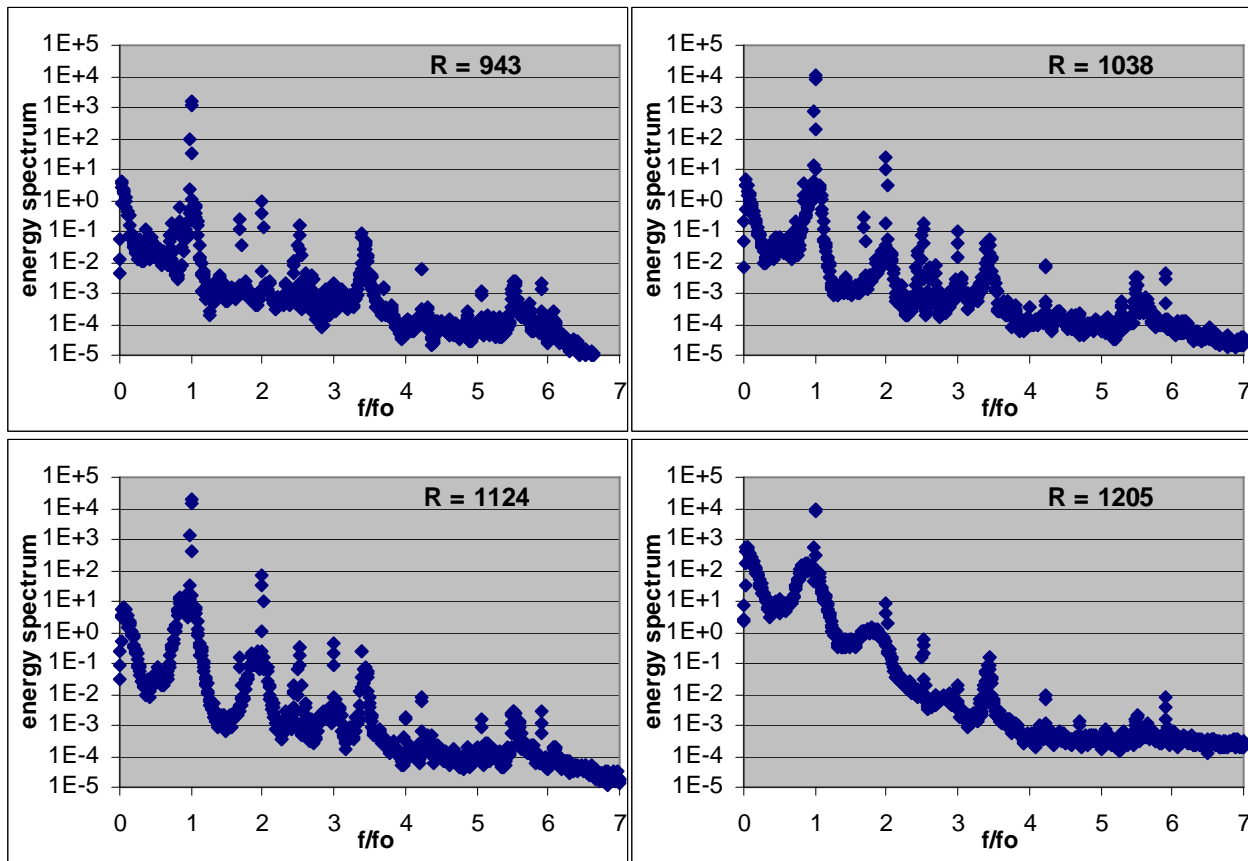 R = 943
energy spectrum
1E+5
1E+4
1E+3
1E+2
1E+1
1E+0
1E-1
1E-2
1E-3
1E-4
1E-5
0 1 2 3 4 5 6 7
f/fo
R = 1038
energy spectrum
1E+5
1E+4
1E+3
1E+2
1E+1
1E+0
1E-1
1E-2
1E-3
1E-4
1E-5
0 1 2 3 4 5 6 7
f/fo
R = 1124
energy spectrum
1E+5
1E+4
1E+3
1E+2
1E+1
1E+0
1E-1
1E-2
1E-3
1E-4
1E-5
0 1 2 3 4 5 6 7
f/fo
R = 1205
energy spectrum
1E+5
1E+4
1E+3
1E+2
1E+1
1E+0
1E-1
1E-2
1E-3
1E-4
1E-5
0 1 2 3 4 5 6 7
f/fo